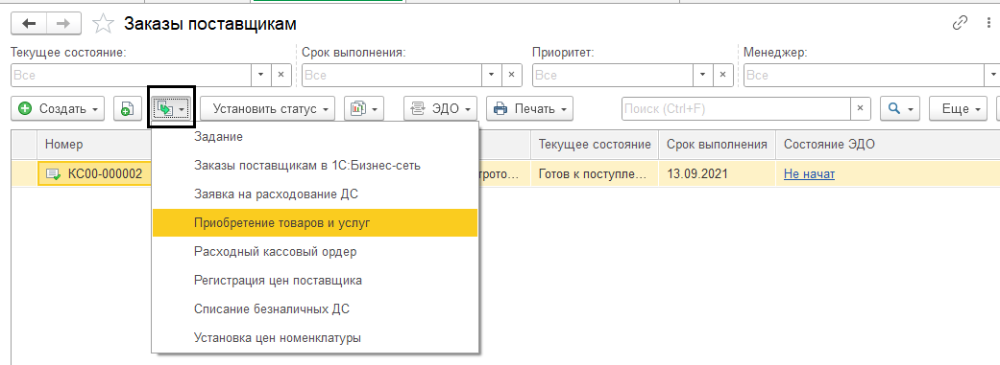 Заказы поставщикам
Текущее состояние: Срок выполнения: Приоритет: Менеджер:
Все Все Все Все
Создать Установить статус ЭДО Печать Поиск (Ctrl+F) Еще
Номер Текущее состояние Срок выполнения Состояние ЭДО
КС00-000002 трото... Готов к поступле... 13.09.2021 Не начат
Задание
Заказы поставщикам в 1С:Бизнес-сеть
Заявка на расходование ДС
Приобретение товаров и услуг
Расходный кассовый ордер
Регистрация цен поставщика
Списание безналичных ДС
Установка цен номенклатуры